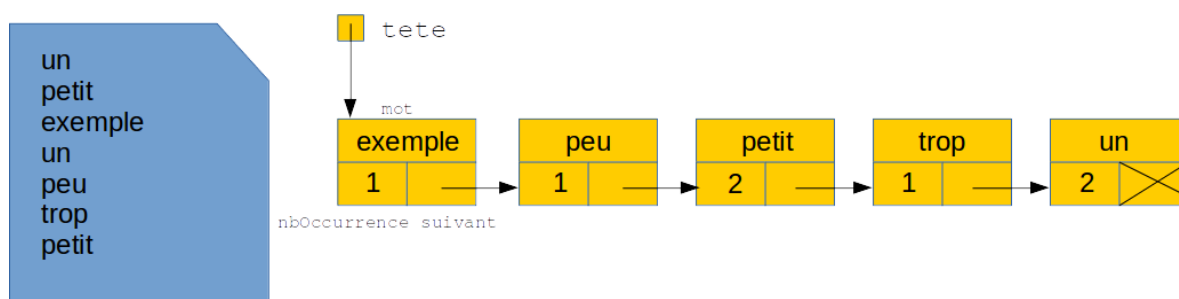 un
petit
exemple
un
peu
trop
petit
tete
mot
exemple peu petit trop un
1 1 2 1 2
nbOccurrence suivant